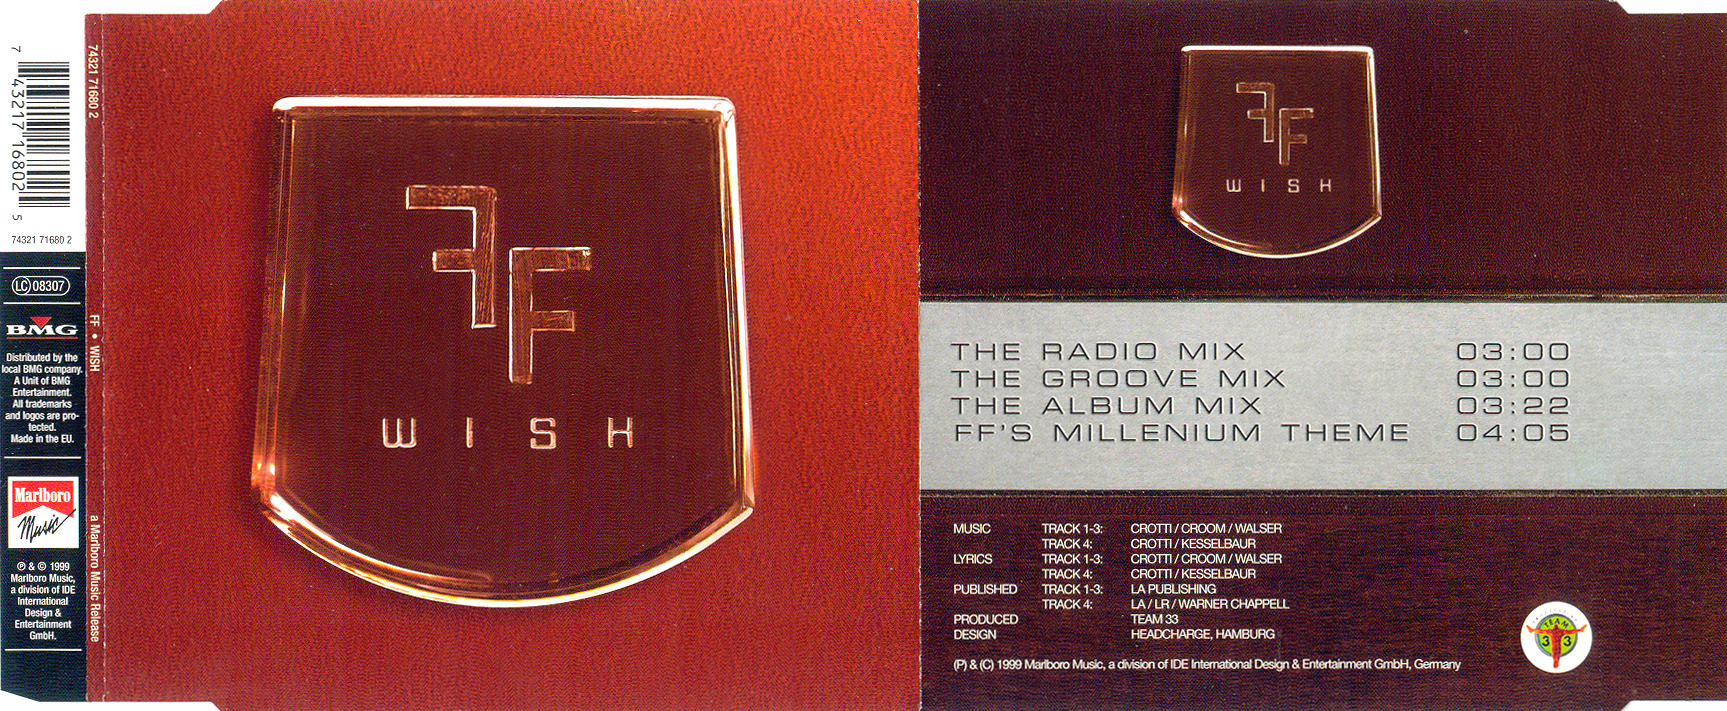 7 43217 16802 5
74321 71680 2
LC 08307
BMG
Distributed by the
local BMG company.
A Unit of BMG
Entertainment.
All trademarks
and logos are pro-
tected.
Made in the EU.
Marlboro
Music
℗ & © 1999
Marlboro Music,
a division of IDE
International
Design &
Entertainment
GmbH.
74321 71680 2
FF • WISH
a Marlboro Music Release
FF
WISH
FF
WISH
THE RADIO MIX 03:00
THE GROOVE MIX 03:00
THE ALBUM MIX 03:22
FF'S MILLENIUM THEME 04:05
MUSIC TRACK 1-3: CROTTI / CROOM / WALSER
TRACK 4: CROTTI / KESSELBAUR
LYRICS TRACK 1-3: CROTTI / CROOM / WALSER
TRACK 4: CROTTI / KESSELBAUR
PUBLISHED TRACK 1-3: LA PUBLISHING
TRACK 4: LA / LR / WARNER CHAPPELL
PRODUCED TEAM 33
DESIGN HEADCHARGE, HAMBURG
(P) & (C) 1999 Marlboro Music, a division of IDE International Design & Entertainment GmbH, Germany
TEAM
33